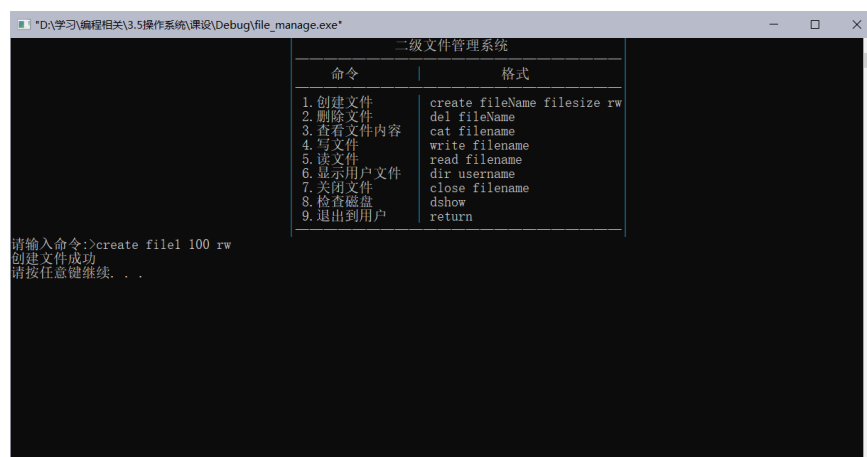 "D:\学习\编程相关\3.5操作系统\课设\Debug\file_manage.exe"
二级文件管理系统
命令 | 格式
1.创建文件 | create fileName filesize rw
2.删除文件 | del fileName
3.查看文件内容 | cat filename
4.写文件 | write filename
5.读文件 | read filename
6.显示用户文件 | dir username
7.关闭文件 | close filename
8.检查磁盘 | dshow
9.退出到用户 | return
请输入命令:>create file1 100 rw
创建文件成功
请按任意键继续. . .